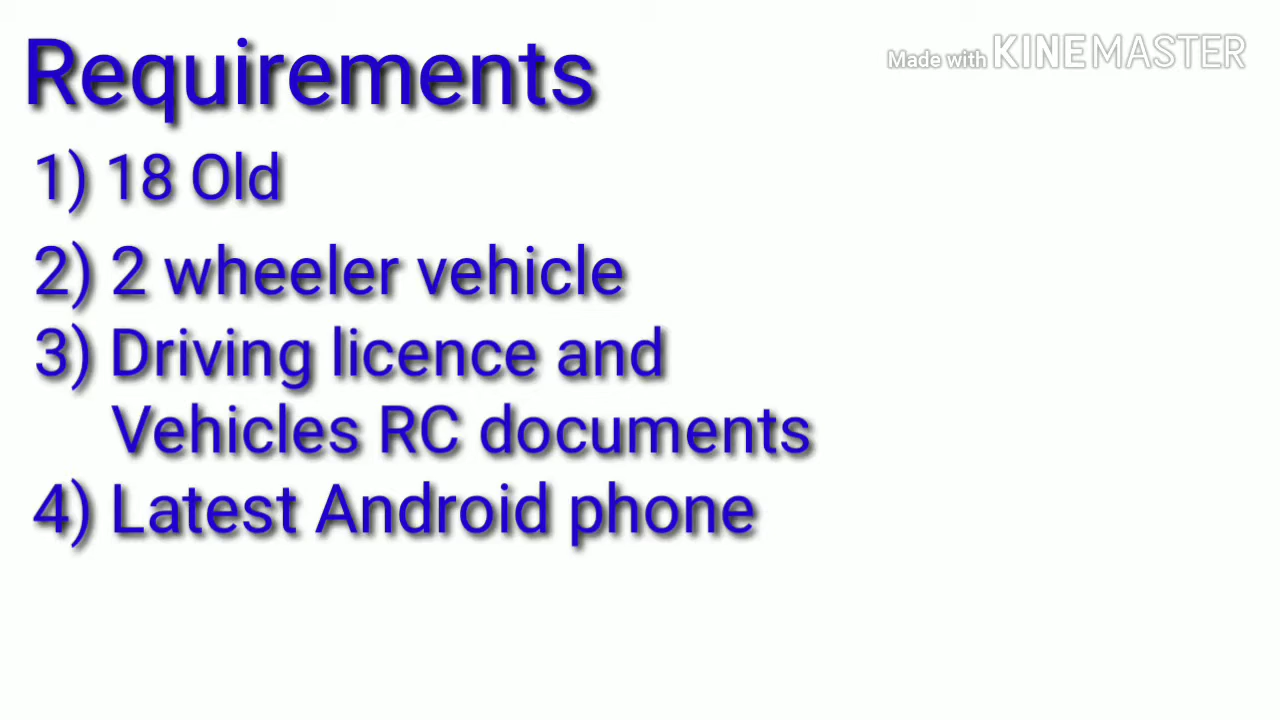 Requirements
Made with KINEMASTER
1) 18 Old
2) 2 wheeler vehicle
3) Driving licence and
Vehicles RC documents
4) Latest Android phone